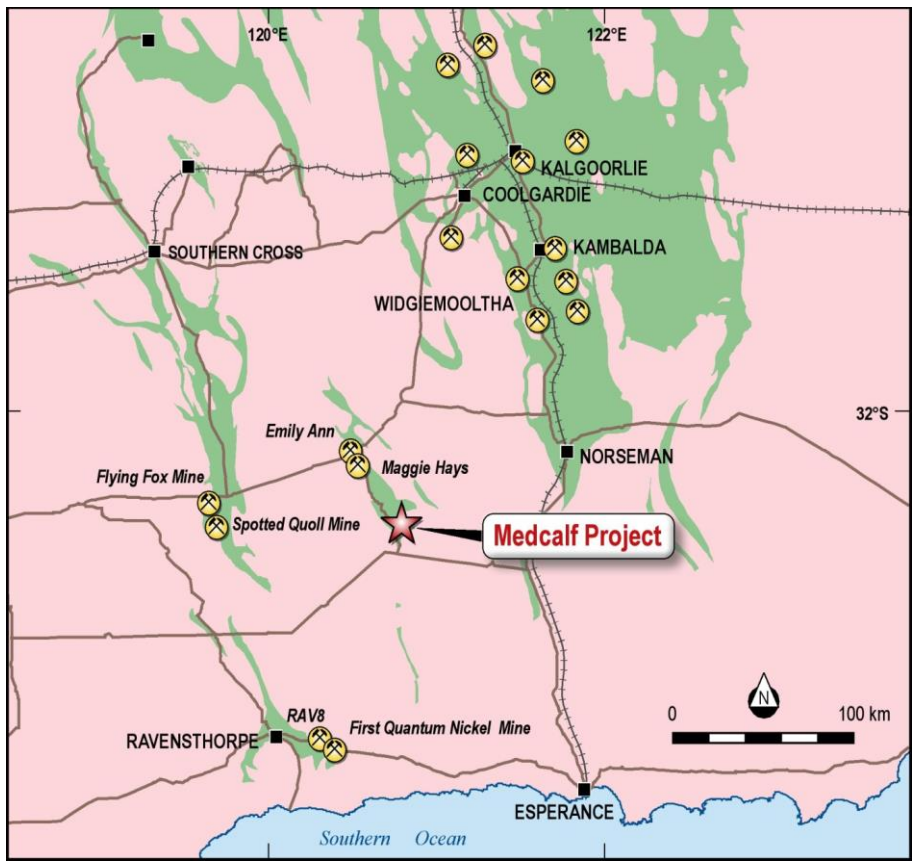 120°E
122°E
KALGOORLIE
COOLGARDIE
SOUTHERN CROSS
KAMBALDA
WIDGIEMOOLTHA
32°S
Emily Ann
Maggie Hays
NORSEMAN
Flying Fox Mine
Spotted Quoll Mine
Medcalf Project
N
0
100 km
RAV8
First Quantum Nickel Mine
RAVENSTHORPE
ESPERANCE
Southern Ocean